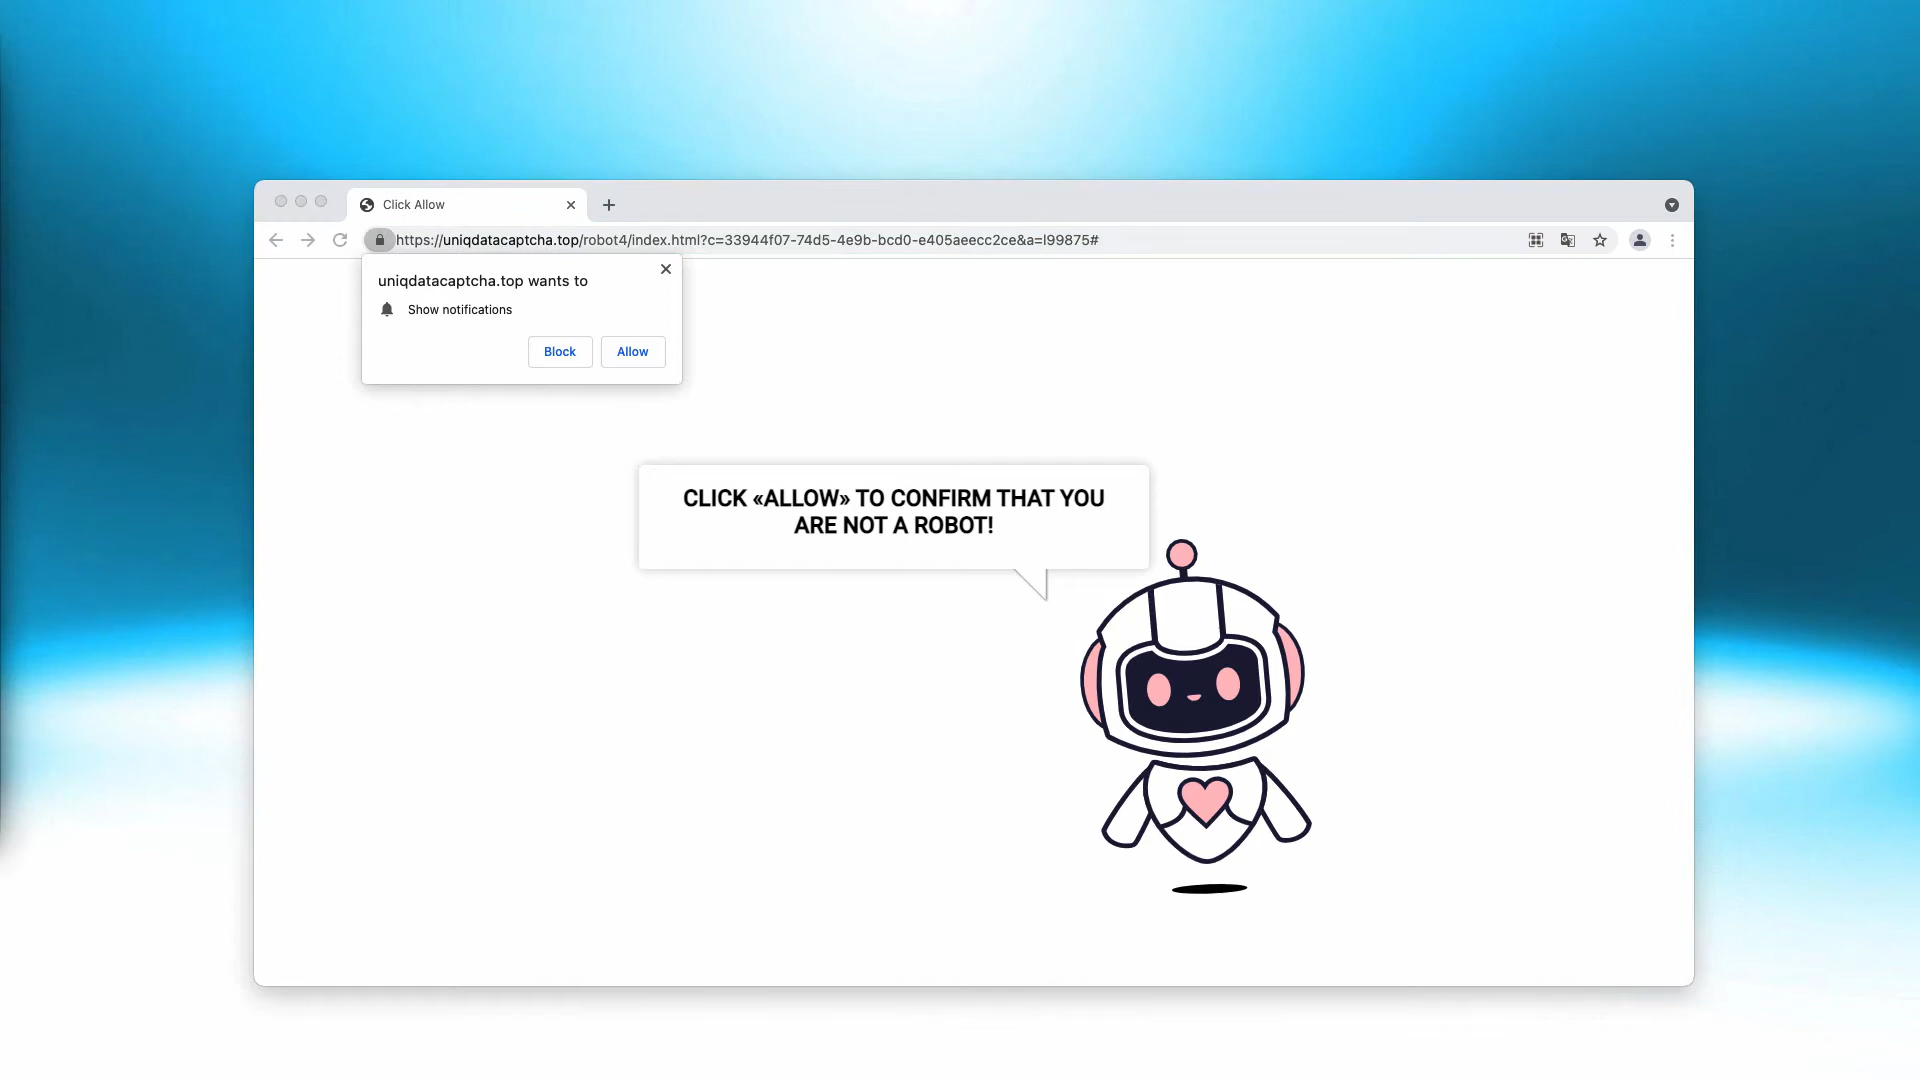 Click Allow
https://uniqdatacaptcha.top/robot4/index.html?c=33944f07-74d5-4e9b-bcd0-e405aeecc2ce&a=l99875#
uniqdatacaptcha.top wants to
Show notifications
Block Allow
CLICK «ALLOW» TO CONFIRM THAT YOU
ARE NOT A ROBOT!